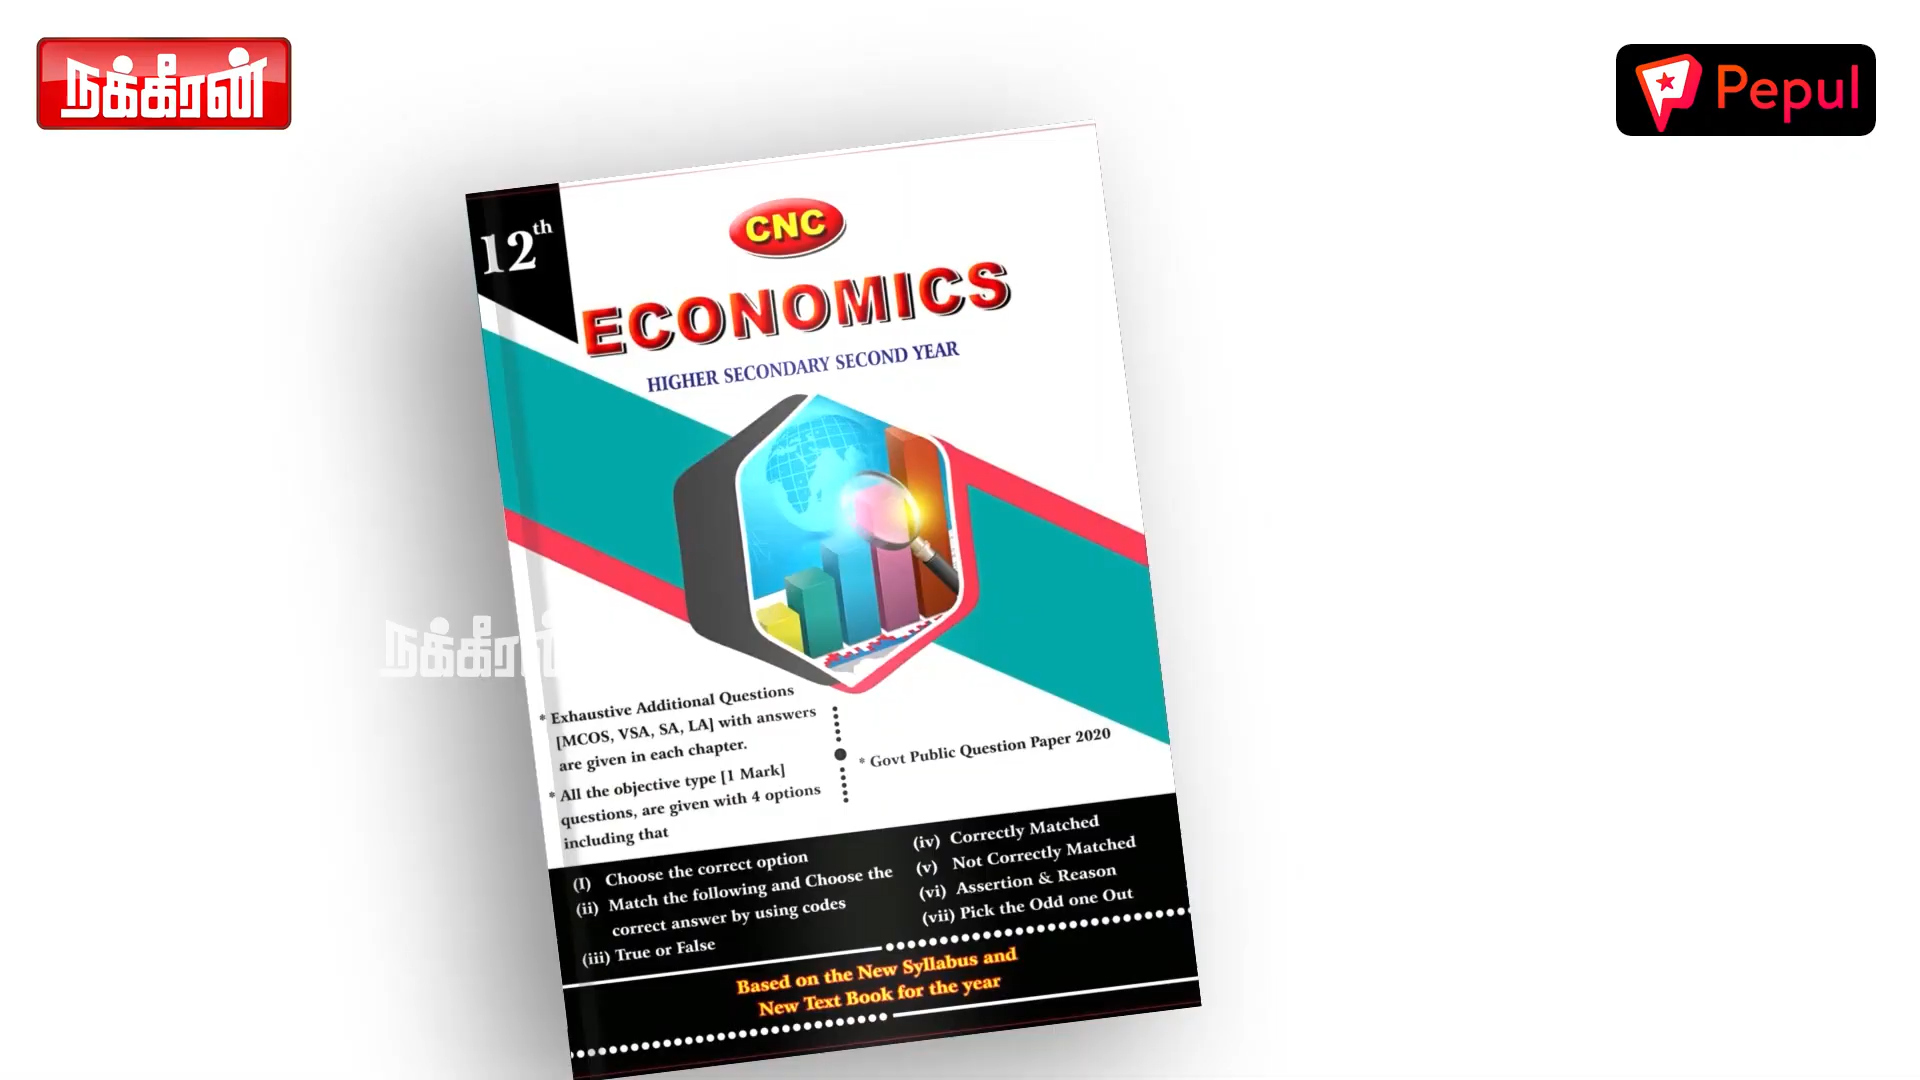 நக்கீரன்
Pepul
12th
CNC
ECONOMICS
HIGHER SECONDARY SECOND YEAR
நக்கீரன்
* Exhaustive Additional Questions
[MCOS, VSA, SA, LA] with answers
are given in each chapter.
* All the objective type [1 Mark]
questions, are given with 4 options
including that
* Govt Public Question Paper 2020
(I) Choose the correct option
(ii) Match the following and Choose the
correct answer by using codes
(iii) True or False
(iv) Correctly Matched
(v) Not Correctly Matched
(vi) Assertion & Reason
(vii) Pick the Odd one Out
Based on the New Syllabus and
New Text Book for the year